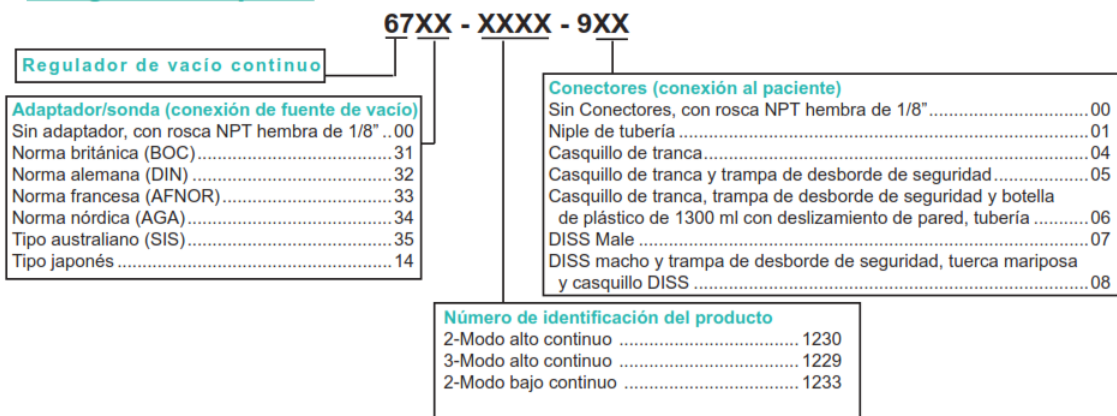 67XX - XXXX - 9XX
Regulador de vacío continuo
Adaptador/sonda (conexión de fuente de vacío)
Sin adaptador, con rosca NPT hembra de 1/8” ..00
Norma británica (BOC)....................................31
Norma alemana (DIN)....................................32
Norma francesa (AFNOR)...............................33
Norma nórdica (AGA).....................................34
Tipo australiano (SIS).....................................35
Tipo japonés ..................................................14
Conectores (conexión al paciente)
Sin Conectores, con rosca NPT hembra de 1/8”..............................00
Niple de tubería ...........................................................................01
Casquillo de tranca.......................................................................04
Casquillo de tranca y trampa de desborde de seguridad..................05
Casquillo de tranca, trampa de desborde de seguridad y botella
de plástico de 1300 ml con deslizamiento de pared, tubería ..........06
DISS Male ...................................................................................07
DISS macho y trampa de desborde de seguridad, tuerca mariposa
y casquillo DISS .........................................................................08
Número de identificación del producto
2-Modo alto continuo .................................... 1230
3-Modo alto continuo .................................... 1229
2-Modo bajo continuo ................................... 1233